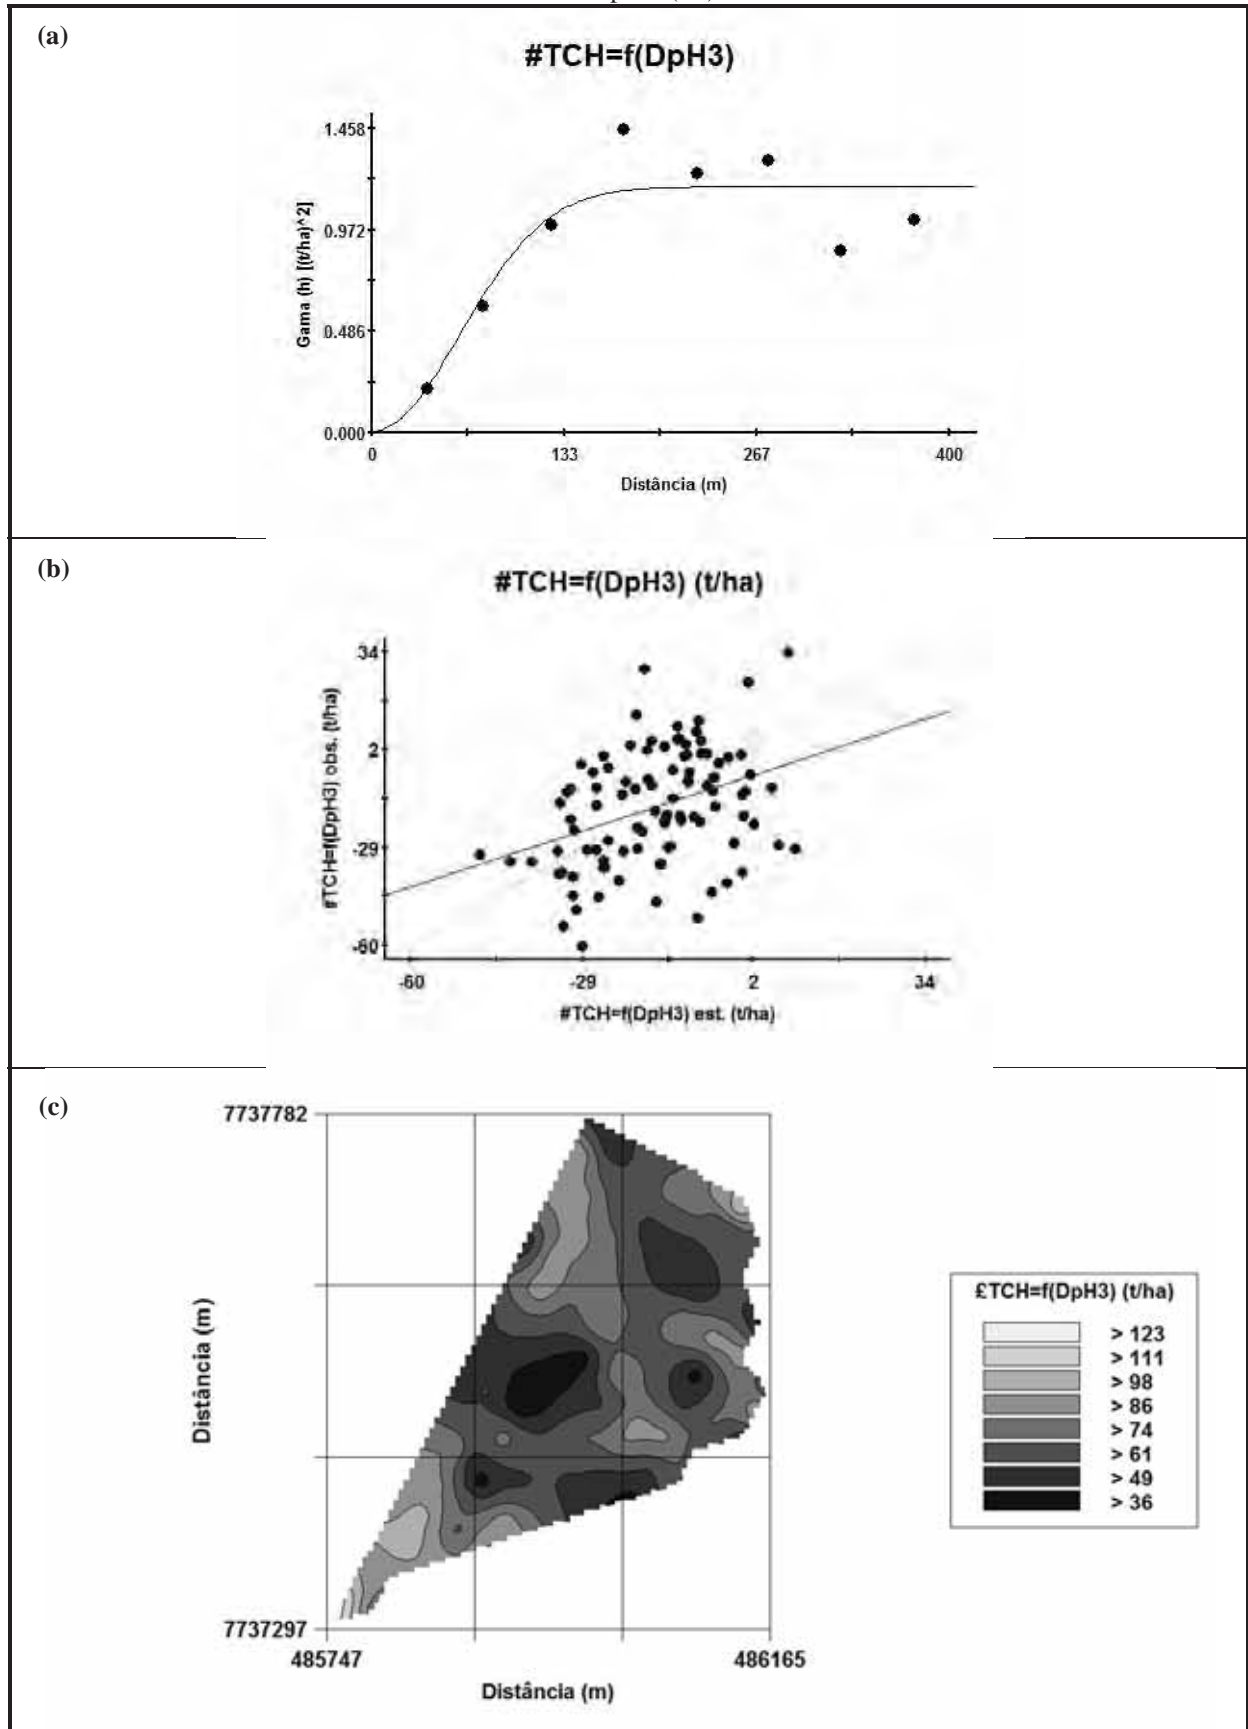 (a)
#TCH=f(DpH3)
1.458
0.972
0.486
0.000
Gama (h) [(t/ha)^2]
0 133 267 400
Distância (m)
(b)
#TCH=f(DpH3) (t/ha)
34
2
-29
-60
#TCH=f(DpH3) obs. (t/ha)
-60 -29 2 34
#TCH=f(DpH3) est. (t/ha)
(c)
7737782
Distância (m)
7737297
485747 486165
Distância (m)
£TCH=f(DpH3) (t/ha)
> 123
> 111
> 98
> 86
> 74
> 61
> 49
> 36